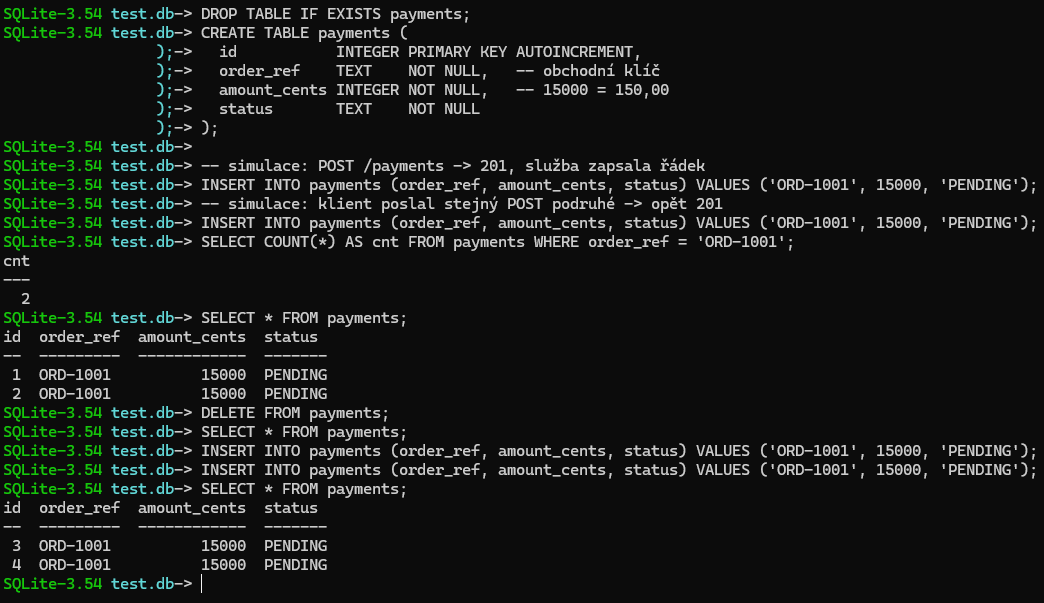 SQLite-3.54 test.db-> DROP TABLE IF EXISTS payments;
SQLite-3.54 test.db-> CREATE TABLE payments (
                 );->   id           INTEGER PRIMARY KEY AUTOINCREMENT,
                 );->   order_ref    TEXT    NOT NULL,   -- obchodní klíč
                 );->   amount_cents INTEGER NOT NULL,   -- 15000 = 150,00
                 );->   status       TEXT    NOT NULL
                 );-> );
SQLite-3.54 test.db->
SQLite-3.54 test.db-> -- simulace: POST /payments -> 201, služba zapsala řádek
SQLite-3.54 test.db-> INSERT INTO payments (order_ref, amount_cents, status) VALUES ('ORD-1001', 15000, 'PENDING');
SQLite-3.54 test.db-> -- simulace: klient poslal stejný POST podruhé -> opět 201
SQLite-3.54 test.db-> INSERT INTO payments (order_ref, amount_cents, status) VALUES ('ORD-1001', 15000, 'PENDING');
SQLite-3.54 test.db-> SELECT COUNT(*) AS cnt FROM payments WHERE order_ref = 'ORD-1001';
cnt
---
  2
SQLite-3.54 test.db-> SELECT * FROM payments;
id  order_ref  amount_cents  status
--  ---------  ------------  -------
 1  ORD-1001          15000  PENDING
 2  ORD-1001          15000  PENDING
SQLite-3.54 test.db-> DELETE FROM payments;
SQLite-3.54 test.db-> SELECT * FROM payments;
SQLite-3.54 test.db-> INSERT INTO payments (order_ref, amount_cents, status) VALUES ('ORD-1001', 15000, 'PENDING');
SQLite-3.54 test.db-> INSERT INTO payments (order_ref, amount_cents, status) VALUES ('ORD-1001', 15000, 'PENDING');
SQLite-3.54 test.db-> SELECT * FROM payments;
id  order_ref  amount_cents  status
--  ---------  ------------  -------
 3  ORD-1001          15000  PENDING
 4  ORD-1001          15000  PENDING
SQLite-3.54 test.db->